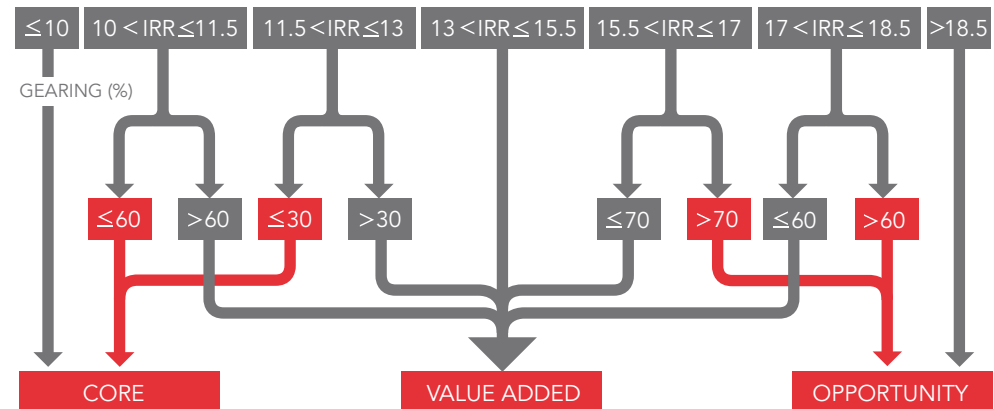 ≤10
10 < IRR ≤11.5
11.5 <IRR ≤13
13 <IRR ≤ 15.5
15.5 <IRR ≤ 17
17 <IRR ≤ 18.5
>18.5
GEARING (%)
≤60
>60
≤30
>30
≤70
>70
≤60
>60
CORE
VALUE ADDED
OPPORTUNITY